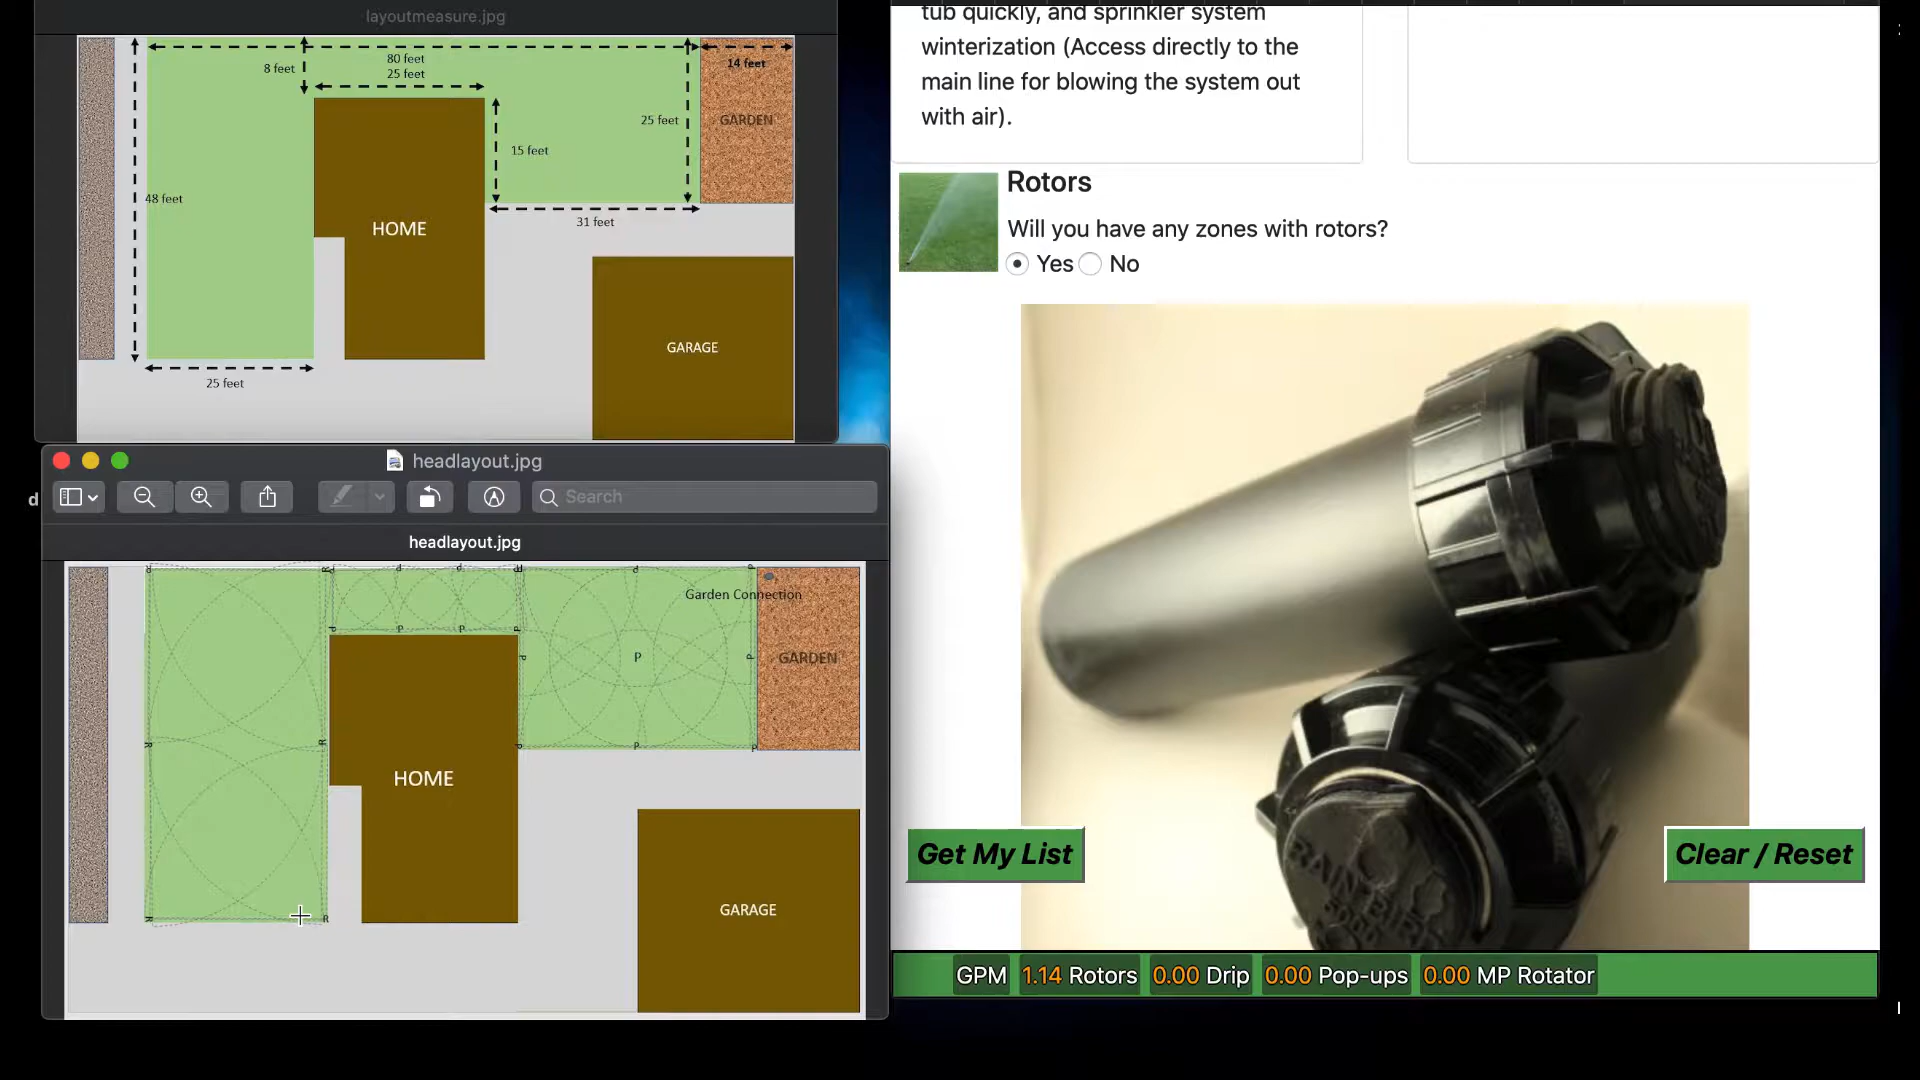 layoutmeasure.jpg
8 feet
80 feet
25 feet
14 feet
25 feet
GARDEN
15 feet
48 feet
HOME
31 feet
GARAGE
25 feet
d
headlayout.jpg
Search
headlayout.jpg
R
P
P
P
P
P
P
P
P
Garden Connection
P
P
P
GARDEN
R
R
P
P
P
HOME
R
R
GARAGE
tub quickly, and sprinkler system
winterization (Access directly to the
main line for blowing the system out
with air).
Rotors
Will you have any zones with rotors?
Yes No
RAIN BIRD
Get My List
Clear / Reset
GPM 1.14 Rotors 0.00 Drip 0.00 Pop-ups 0.00 MP Rotator